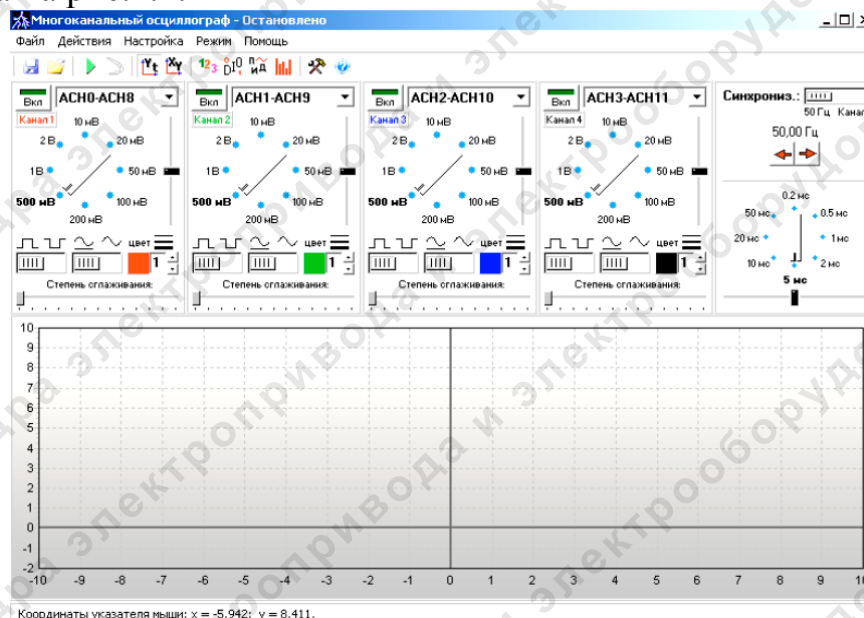 Многоканальный осциллограф - Остановлено
Файл Действия Настройка Режим Помощь
Вкл ACH0-ACH8
Канал 1
10 мВ
20 мВ
50 мВ
100 мВ
200 мВ
500 мВ
1 В
2 В
цвет
1
Степень сглаживания:
Вкл ACH1-ACH9
Канал 2
10 мВ
20 мВ
50 мВ
100 мВ
200 мВ
500 мВ
1 В
2 В
цвет
1
Степень сглаживания:
Вкл ACH2-ACH10
Канал 3
10 мВ
20 мВ
50 мВ
100 мВ
200 мВ
500 мВ
1 В
2 В
цвет
1
Степень сглаживания:
Вкл ACH3-ACH11
Канал 4
10 мВ
20 мВ
50 мВ
100 мВ
200 мВ
500 мВ
1 В
2 В
цвет
1
Степень сглаживания:
Синхрониз.:
50 Гц Канал
50,00 Гц
0.2 мс
0.5 мс
1 мс
2 мс
5 мс
10 мс
20 мс
50 мс
10
9
8
7
6
5
4
3
2
1
0
-1
-2
-10 -9 -8 -7 -6 -5 -4 -3 -2 -1 0 1 2 3 4 5 6 7 8 9 10
Координаты указателя мыши: x = -5.942; y = 8.411.